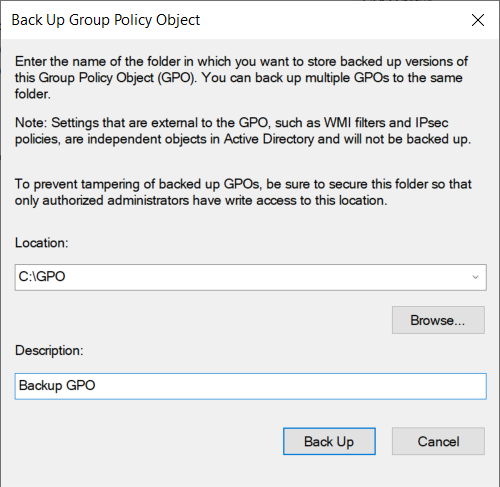 Back Up Group Policy Object
Enter the name of the folder in which you want to store backed up versions of
this Group Policy Object (GPO). You can back up multiple GPOs to the same
folder.
Note: Settings that are external to the GPO, such as WMI filters and IPsec
policies, are independent objects in Active Directory and will not be backed up.
To prevent tampering of backed up GPOs, be sure to secure this folder so that
only authorized administrators have write access to this location.
Location:
C:\GPO
Browse...
Description:
Backup GPO
Back Up
Cancel